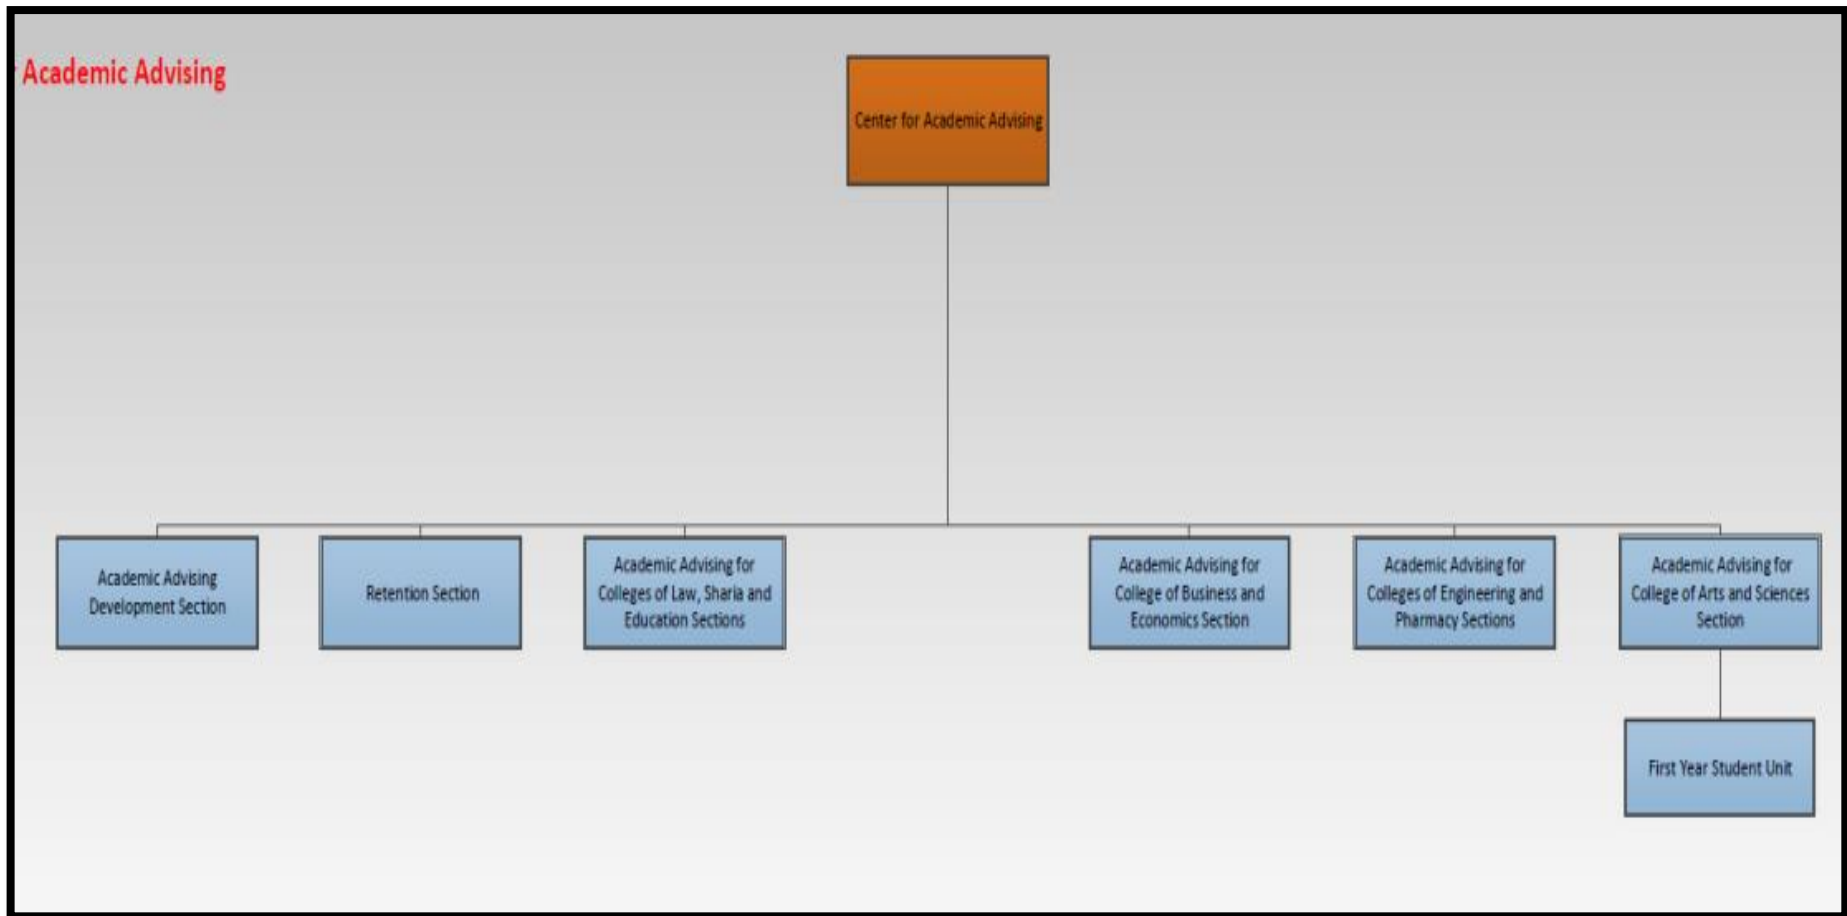 Academic Advising
Center for Academic Advising
Academic Advising
Development Section
Retention Section
Academic Advising for
Colleges of Law, Sharia and
Education Sections
Academic Advising for
College of Business and
Economics Section
Academic Advising for
Colleges of Engineering and
Pharmacy Sections
Academic Advising for
College of Arts and Sciences
Section
First Year Student Unit